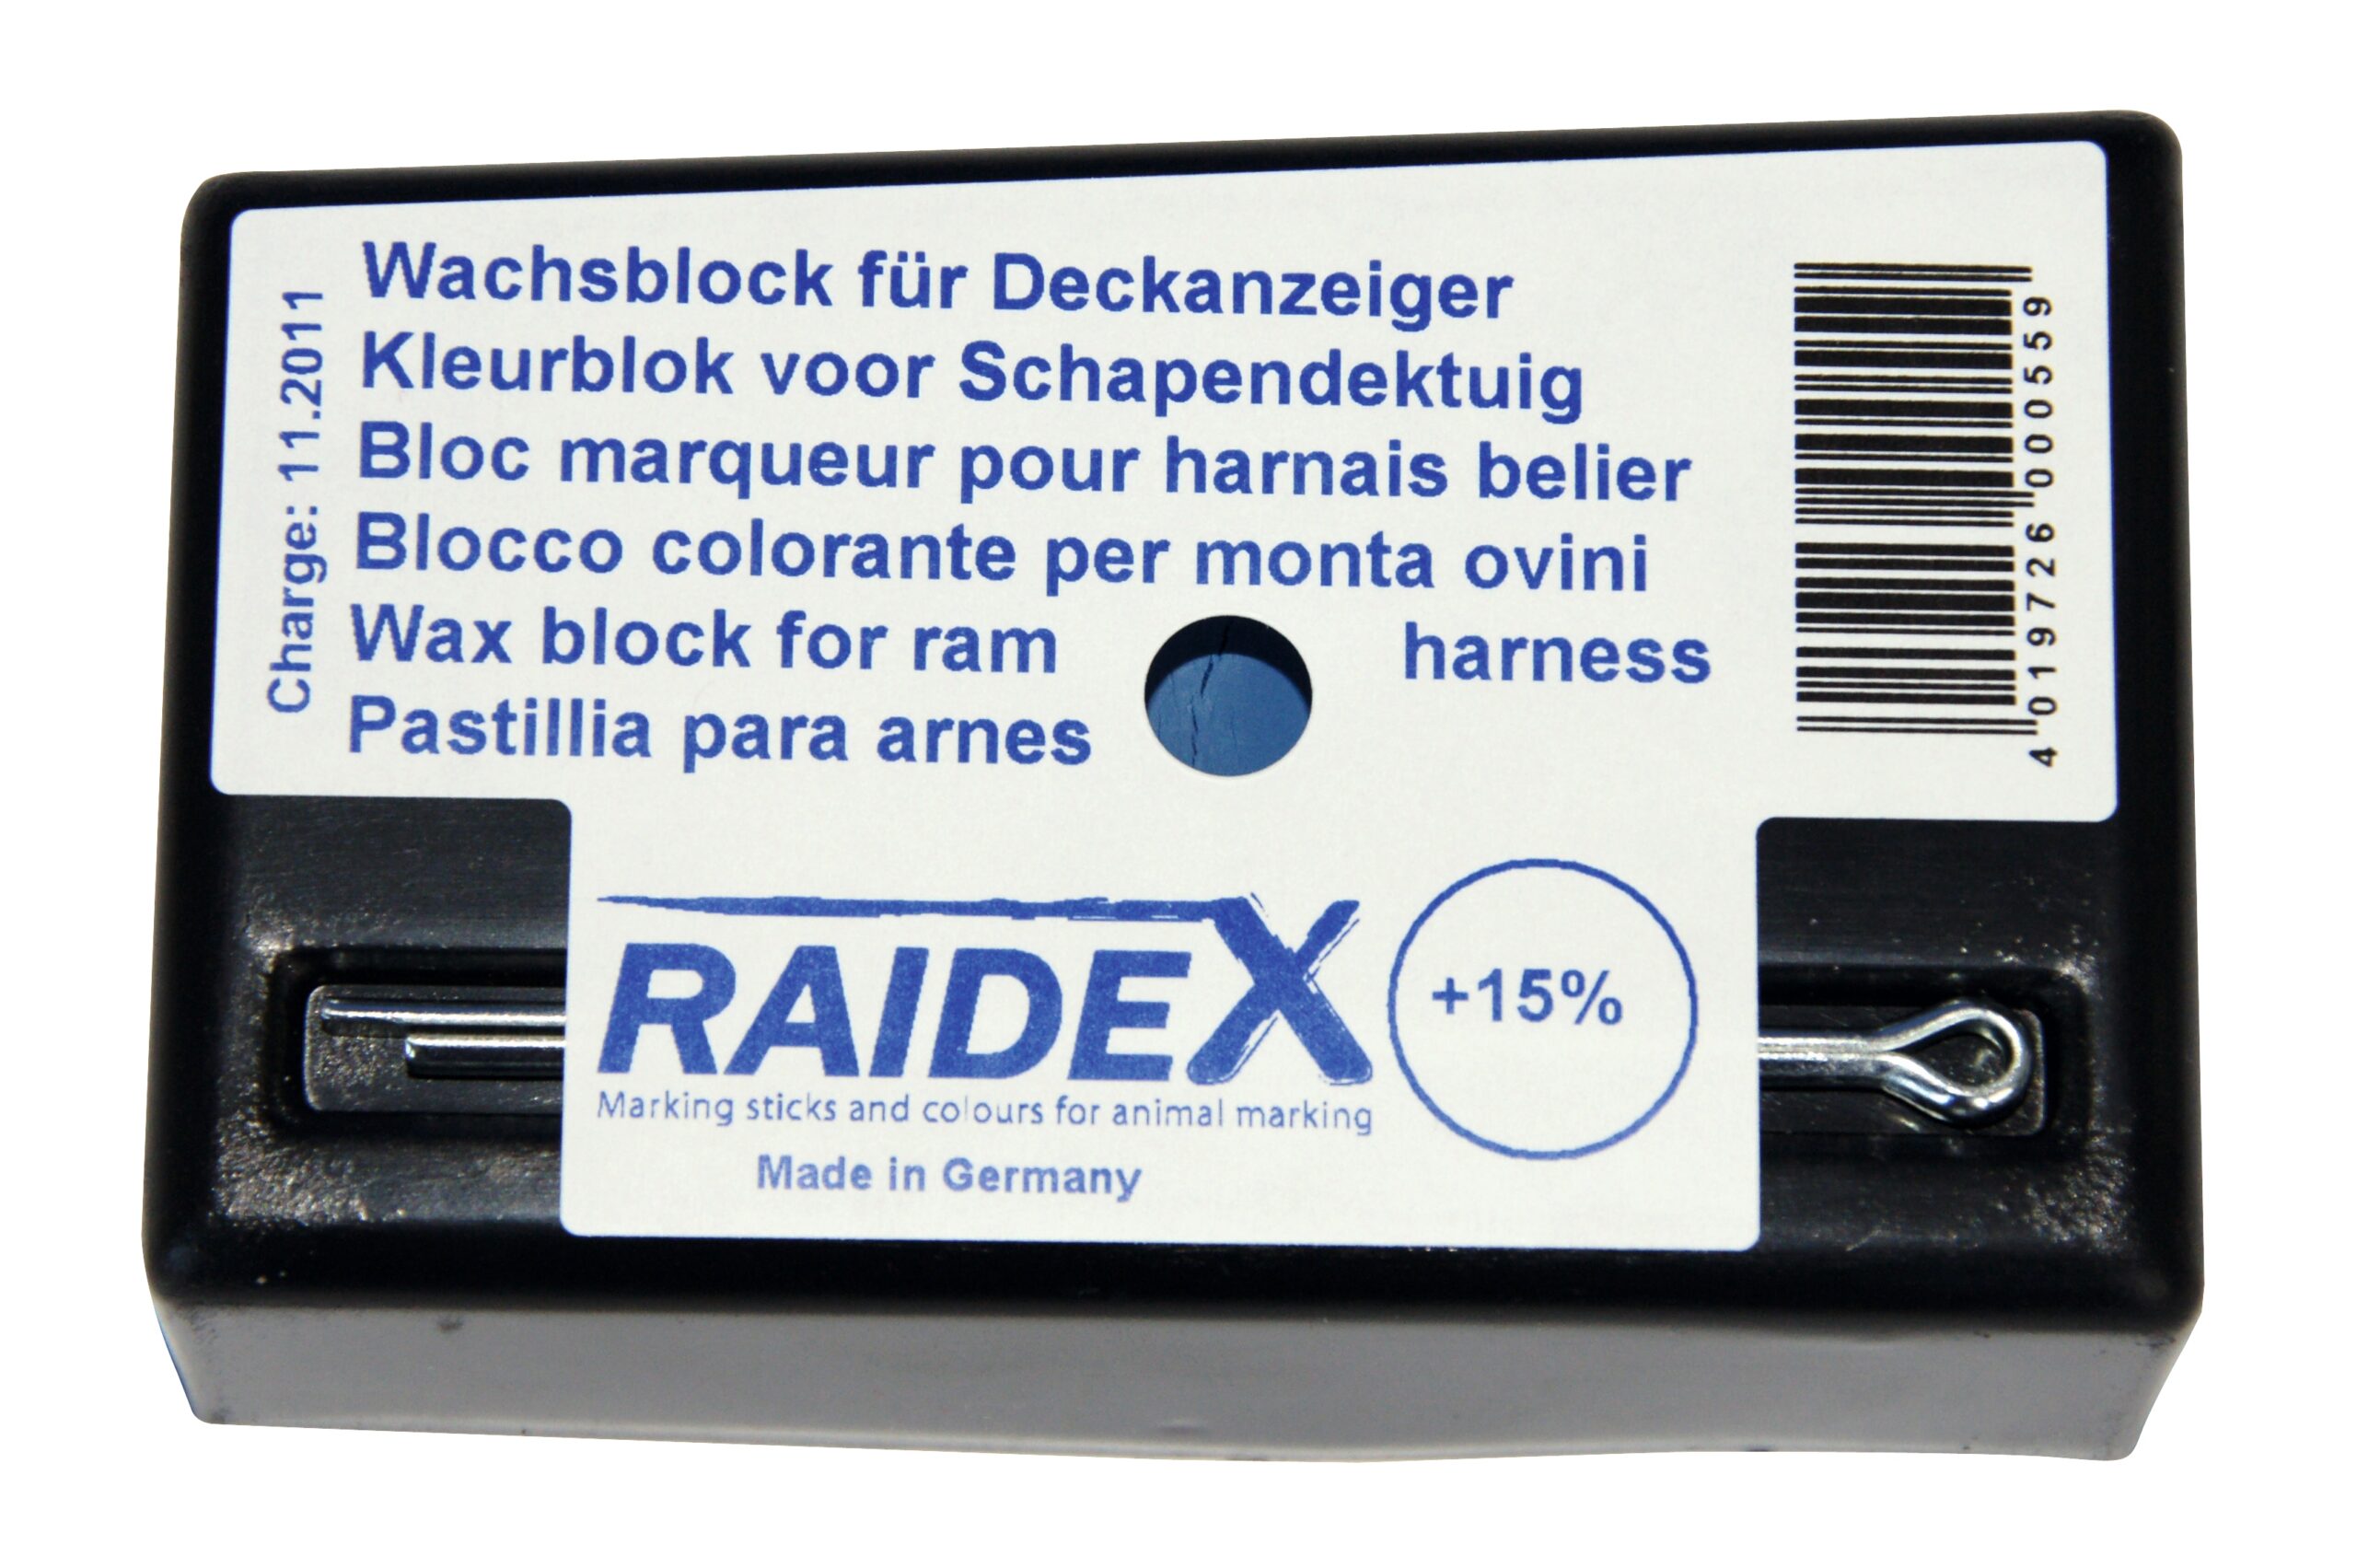 Charge: 11.2011
Wachsblock für Deckanzeiger
Kleurblok voor Schapendektuig
Bloc marqueur pour harnais belier
Blocco colorante per monta ovini
Wax block for ram harness
Pastillia para arnes
4 019726 000559
RAIDEX
+15%
Marking sticks and colours for animal marking
Made in Germany